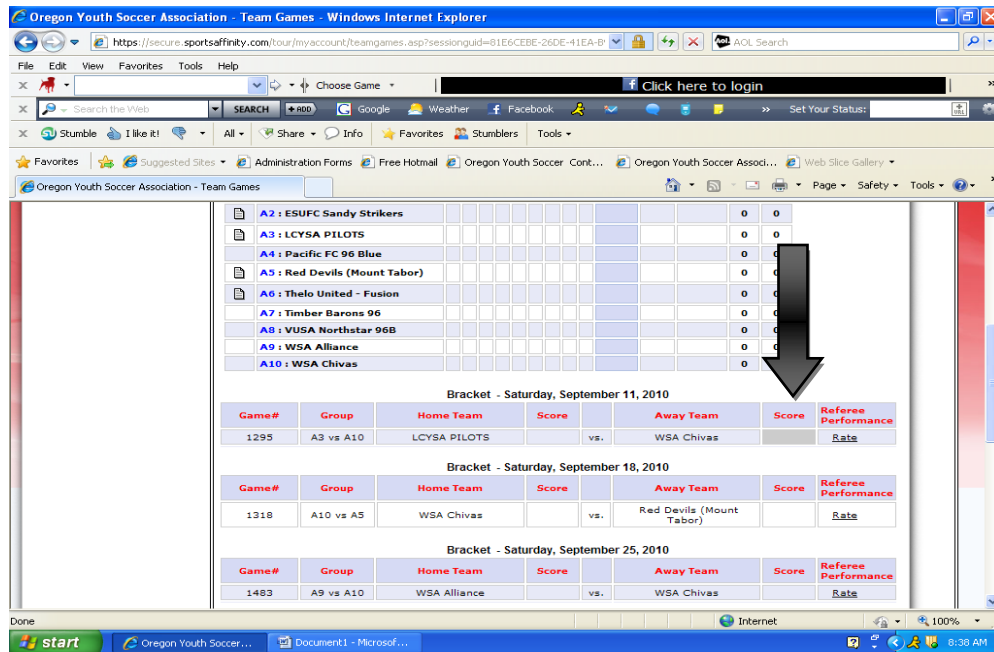 Oregon Youth Soccer Association - Team Games - Windows Internet Explorer
https://secure.sportsaffinity.com/tour/myaccount/teamgames.asp?sessionguid=81E6CEBE-26DE-41EA-B
AOL Search
File Edit View Favorites Tools Help
Choose Game Click here to login
Search the Web SEARCH +ADD Google Weather Facebook Set Your Status: URL
Stumble I like it! All Share Info Favorites Stumblers Tools
Favorites Suggested Sites Administration Forms Free Hotmail Oregon Youth Soccer Cont... Oregon Youth Soccer Associ... Web Slice Gallery
Oregon Youth Soccer Association - Team Games Page Safety Tools
A2 : ESUFC Sandy Strikers 0 0
A3 : LCYSA PILOTS 0 0
A4 : Pacific FC 96 Blue 0 0
A5 : Red Devils (Mount Tabor) 0 0
A6 : Thelo United - Fusion 0 0
A7 : Timber Barons 96 0 0
A8 : VUSA Northstar 96B 0 0
A9 : WSA Alliance 0 0
A10 : WSA Chivas 0 0
Bracket - Saturday, September 11, 2010
Game# Group Home Team Score Away Team Score Referee Performance
1295 A3 vs A10 LCYSA PILOTS vs. WSA Chivas Rate
Bracket - Saturday, September 18, 2010
Game# Group Home Team Score Away Team Score Referee Performance
1318 A10 vs A5 WSA Chivas vs. Red Devils (Mount Tabor) Rate
Bracket - Saturday, September 25, 2010
Game# Group Home Team Score Away Team Score Referee Performance
1483 A9 vs A10 WSA Alliance vs. WSA Chivas Rate
Done Internet 100%
start Oregon Youth Soccer... Document1 - Microsof... 8:38 AM